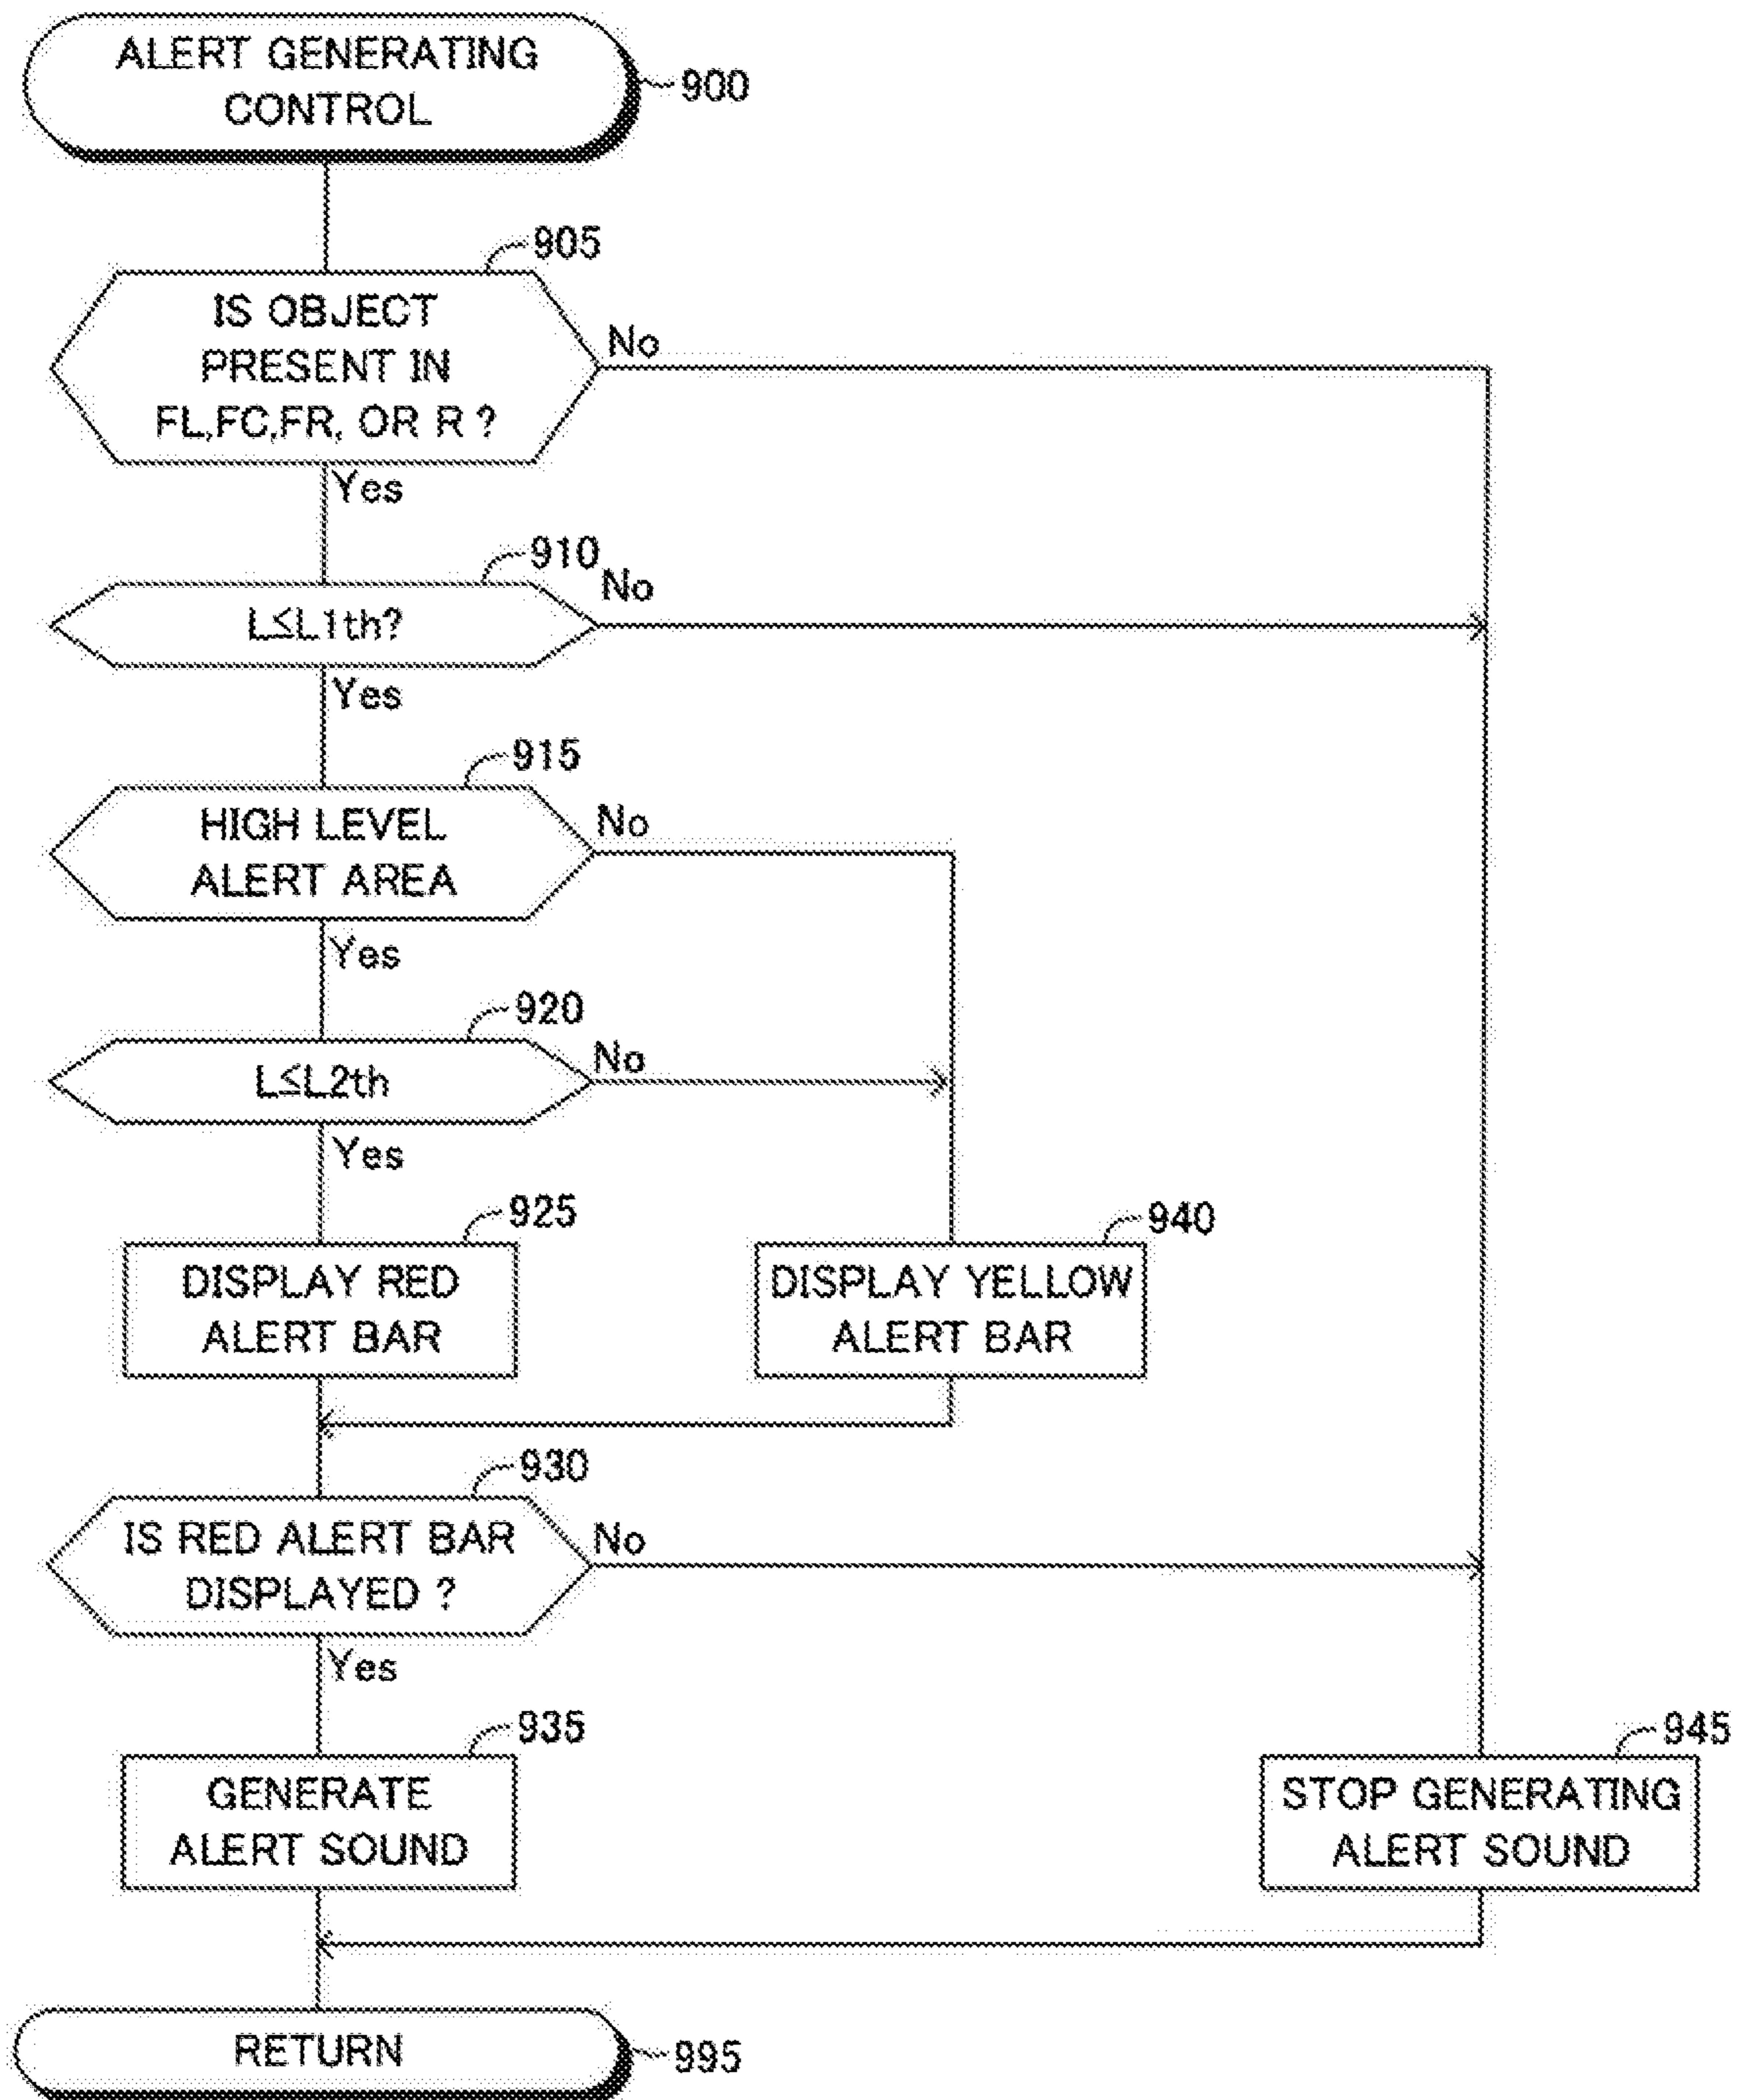 ALERT GENERATING
CONTROL
900
905
IS OBJECT
PRESENT IN
FL,FC,FR, OR R ?
No
Yes
910
L≤L1th?
No
Yes
915
HIGH LEVEL
ALERT AREA
No
Yes
920
L≤L2th
No
Yes
925
DISPLAY RED
ALERT BAR
940
DISPLAY YELLOW
ALERT BAR
930
IS RED ALERT BAR
DISPLAYED ?
No
Yes
935
GENERATE
ALERT SOUND
945
STOP GENERATING
ALERT SOUND
RETURN
995